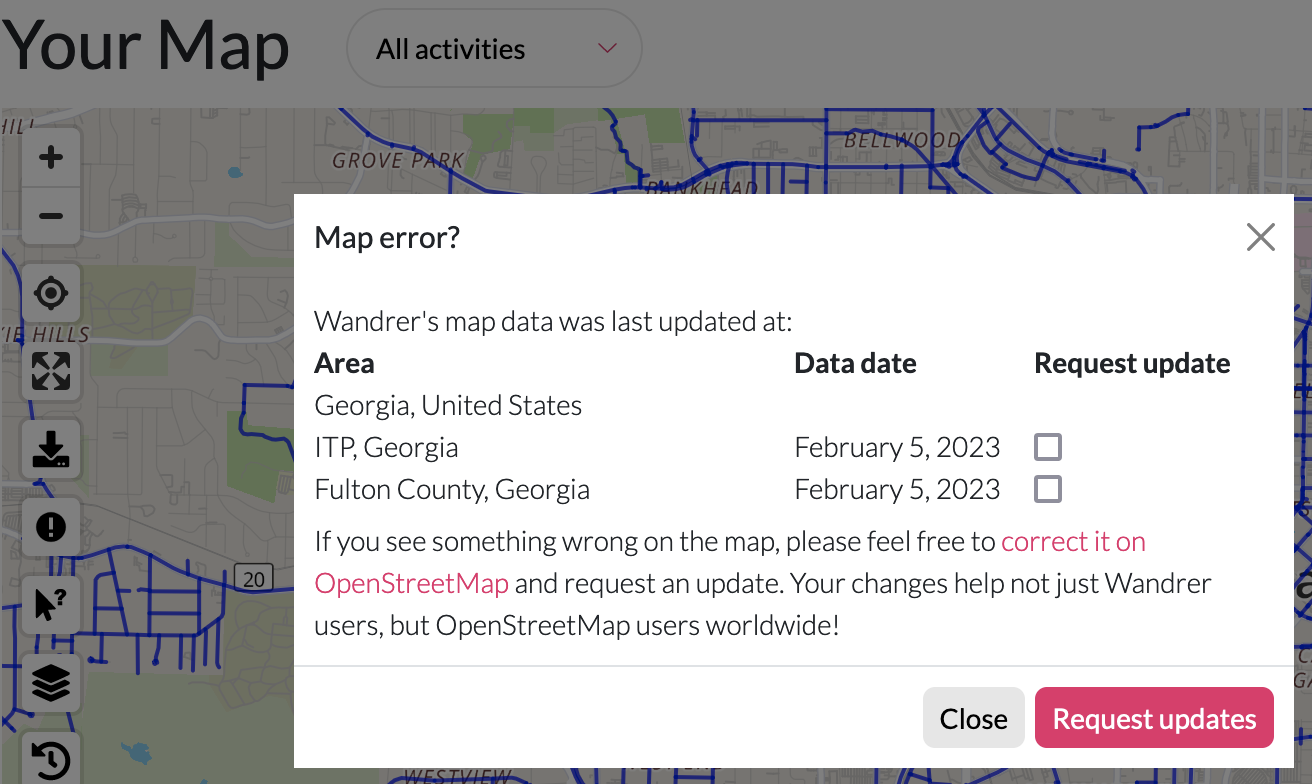 Your Map
All activities
GROVE PARK
BELLWOOD
BANKHEAD
Map error?
Wandrer's map data was last updated at:
Area Data date Request update
Georgia, United States
ITP, Georgia February 5, 2023
Fulton County, Georgia February 5, 2023
If you see something wrong on the map, please feel free to correct it on
OpenStreetMap and request an update. Your changes help not just Wandrer
users, but OpenStreetMap users worldwide!
HILLS
20
Close Request updates
WESTVIEW